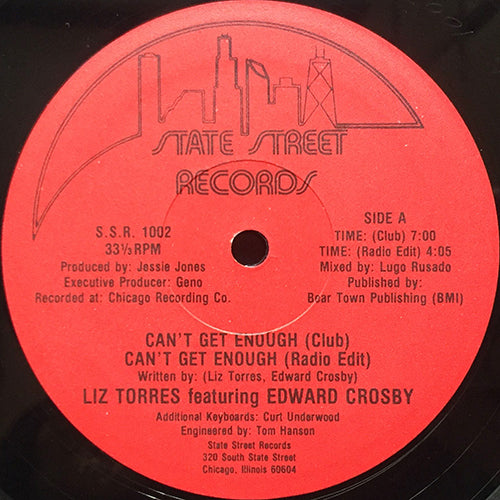 STATE STREET
RECORDS
S.S.R. 1002
33⅓ RPM
Produced by: Jessie Jones
Executive Producer: Geno
Recorded at: Chicago Recording Co.
SIDE A
TIME: (Club) 7:00
TIME: (Radio Edit) 4:05
Mixed by: Lugo Rusado
Published by:
Bear Town Publishing (BMI)
CAN'T GET ENOUGH (Club)
CAN'T GET ENOUGH (Radio Edit)
Written by: (Liz Torres, Edward Crosby)
LIZ TORRES featuring EDWARD CROSBY
Additional Keyboards: Curt Underwood
Engineered by: Tom Hanson
State Street Records
320 South State Street
Chicago, Illinois 60604